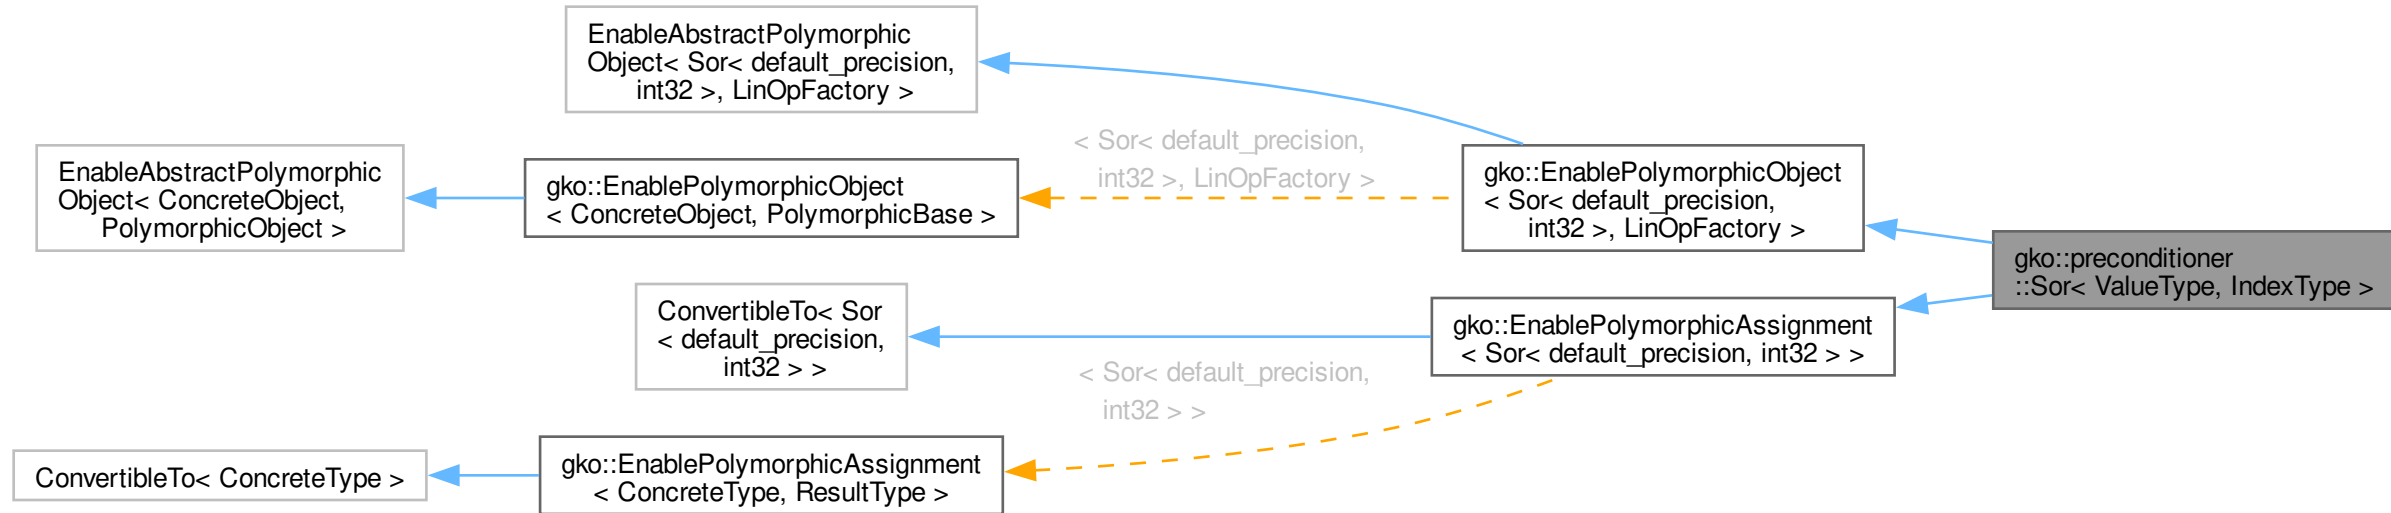 EnableAbstractPolymorphic
Object< Sor< default_precision,
int32 >, LinOpFactory >
EnableAbstractPolymorphic
Object< ConcreteObject,
PolymorphicObject >
gko::EnablePolymorphicObject
< ConcreteObject, PolymorphicBase >
< Sor< default_precision,
int32 >, LinOpFactory >
gko::EnablePolymorphicObject
< Sor< default_precision,
int32 >, LinOpFactory >
gko::preconditioner
::Sor< ValueType, IndexType >
ConvertibleTo< Sor
< default_precision,
int32 > >
gko::EnablePolymorphicAssignment
< Sor< default_precision, int32 > >
< Sor< default_precision,
int32 > >
ConvertibleTo< ConcreteType >
gko::EnablePolymorphicAssignment
< ConcreteType, ResultType >